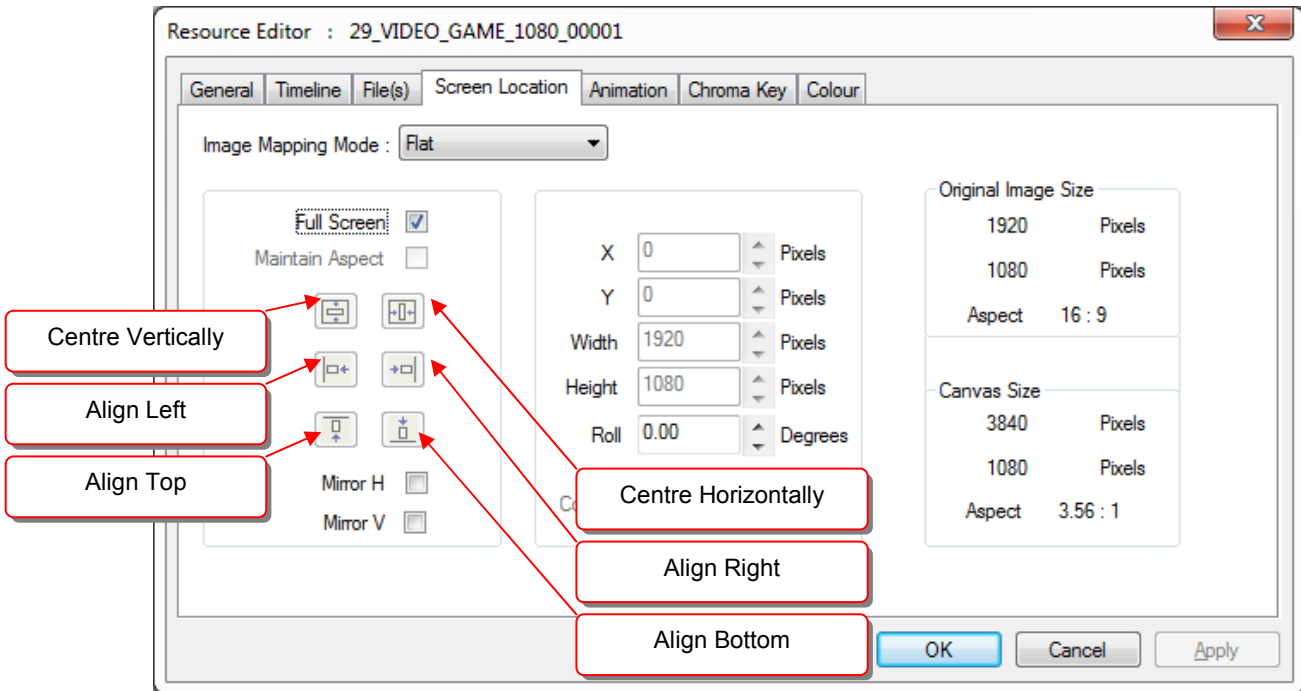 Resource Editor : 29_VIDEO_GAME_1080_00001
General Timeline File(s) Screen Location Animation Chroma Key Colour
Image Mapping Mode : Flat
Full Screen
Maintain Aspect
Centre Vertically
Align Left
Align Top
Mirror H
Mirror V
X 0 Pixels
Y 0 Pixels
Width 1920 Pixels
Height 1080 Pixels
Roll 0.00 Degrees
Centre Horizontally
Align Right
Align Bottom
Original Image Size
1920 Pixels
1080 Pixels
Aspect 16 : 9
Canvas Size
3840 Pixels
1080 Pixels
Aspect 3.56 : 1
OK Cancel Apply